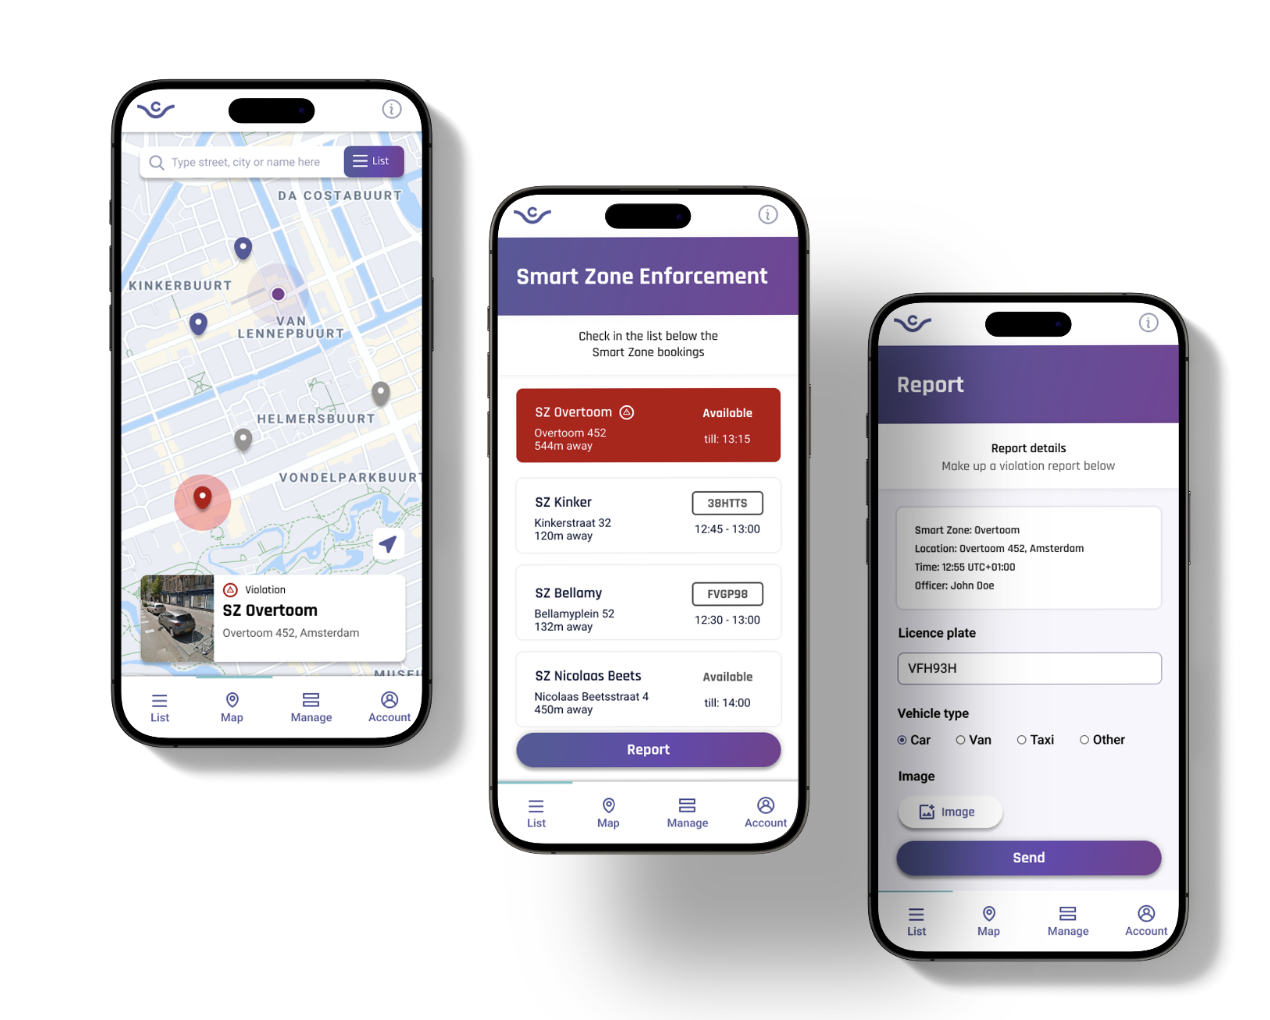 C
Type street, city or name here
List
DA COSTABUURT
KINKERBUURT
VAN
LENNEPBUURT
HELMERSBUURT
VONDELPARKBUURT
Violation
SZ Overtoom
Overtoom 452, Amsterdam
List
Map
Manage
Account
C
Smart Zone Enforcement
Check in the list below the
Smart Zone bookings
SZ Overtoom
Available
Overtoom 452
544m away
till: 13:15
SZ Kinker
38HTTS
Kinkerstraat 32
120m away
12:45 - 13:00
SZ Bellamy
FVGP98
Bellamyplein 52
132m away
12:30 - 13:00
SZ Nicolaas Beets
Available
Nicolaas Beetsstraat 4
450m away
till: 14:00
Report
List
Map
Manage
Account
C
Report
Report details
Make up a violation report below
Smart Zone: Overtoom
Location: Overtoom 452, Amsterdam
Time: 12:55 UTC+01:00
Officer: John Doe
Licence plate
VFH93H
Vehicle type
Car
Van
Taxi
Other
Image
Image
Send
List
Map
Manage
Account